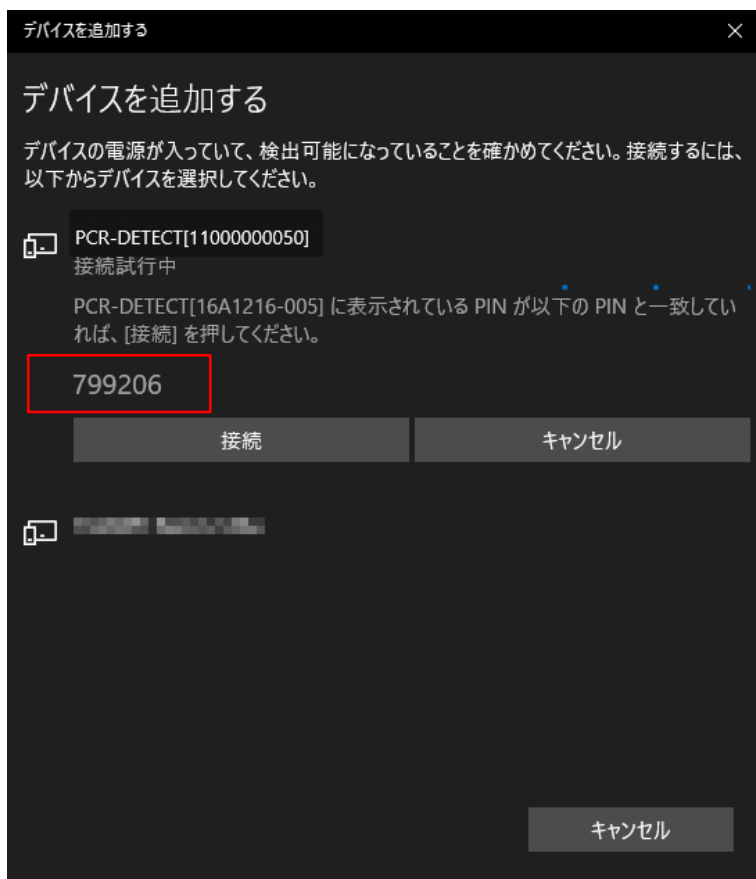 デバイスを追加する
デバイスを追加する
デバイスの電源が入っていて、検出可能になっていることを確かめてください。接続するには、
以下からデバイスを選択してください。
PCR-DETECT[11000000050]
接続試行中
PCR-DETECT[16A1216-005] に表示されている PIN が以下の PIN と一致してい
れば、[接続] を押してください。
799206
接続
キャンセル
キャンセル